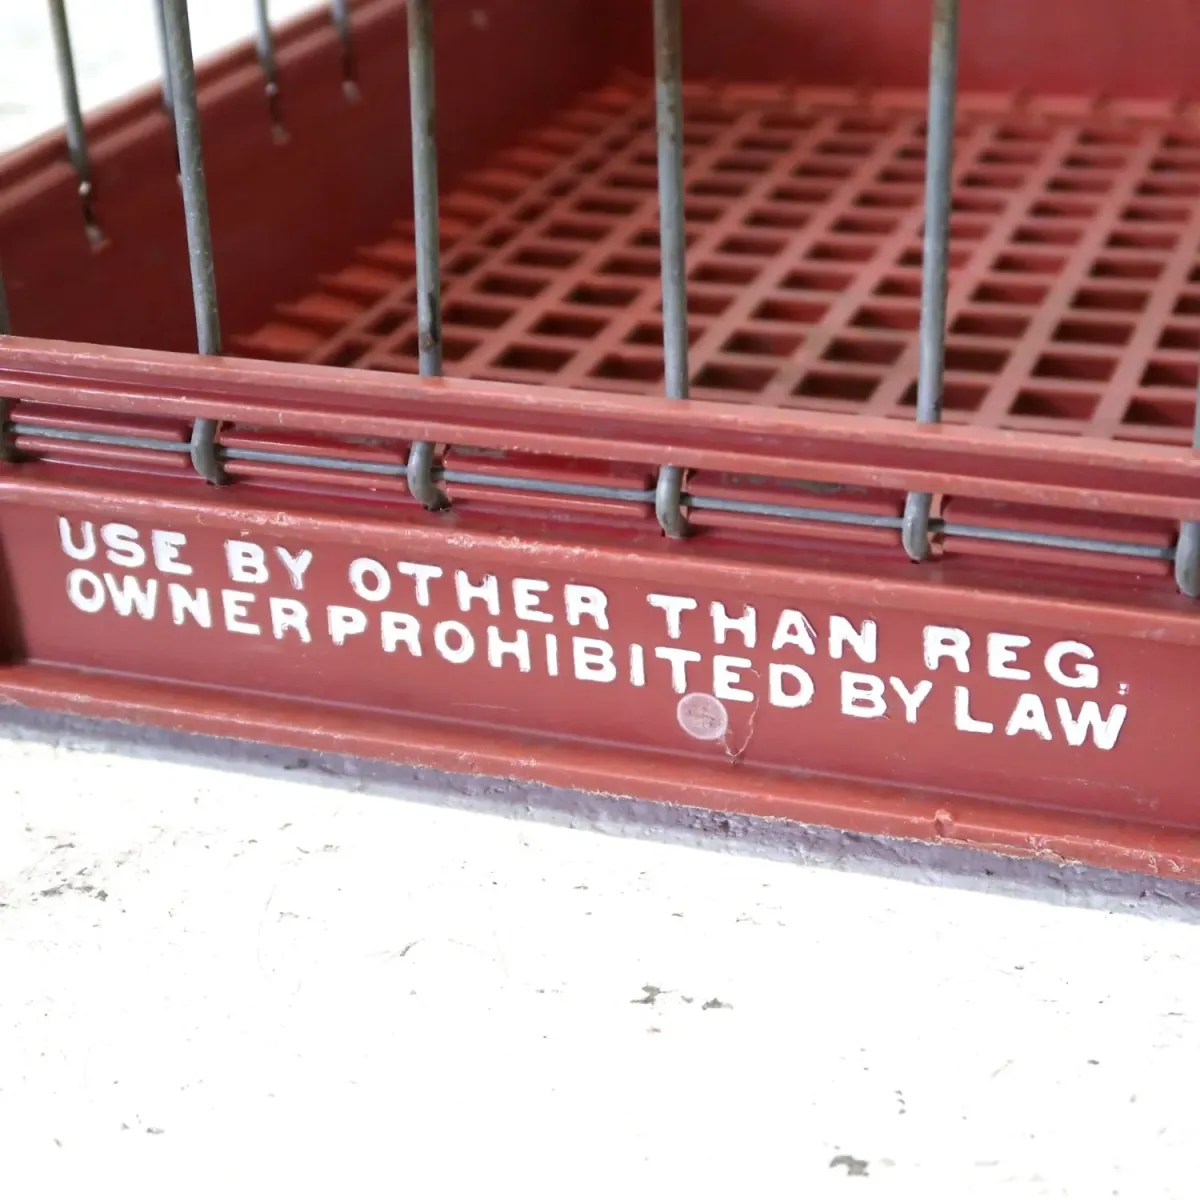 USE BY OTHER THAN REG.
OWNER PROHIBITED BY LAW